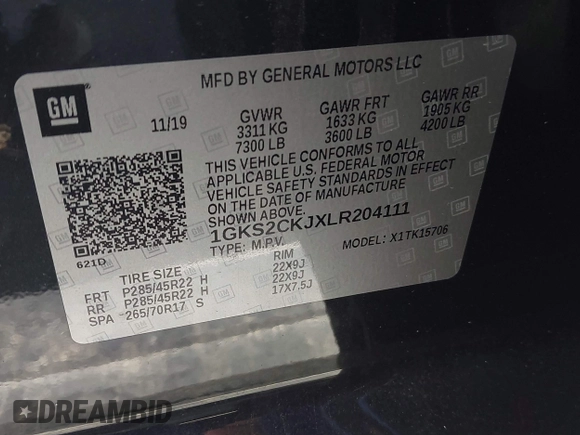 MFD BY GENERAL MOTORS LLC
GM
11/19
GVWR
3311 KG
7300 LB
GAWR FRT
1633 KG
3600 LB
GAWR RR
1905 KG
4200 LB
THIS VEHICLE CONFORMS TO ALL
APPLICABLE U.S. FEDERAL MOTOR
VEHICLE SAFETY STANDARDS IN EFFECT
ON THE DATE OF MANUFACTURE
SHOWN ABOVE.
1GKS2CKJXLR204111
TYPE: M.P.V. MODEL: X1TK15706
621D
TIRE SIZE RIM
FRT P285/45R22 H 22X9J
RR P285/45R22 H 22X9J
SPA -265/70R17 S 17X7.5J
DREAMBID